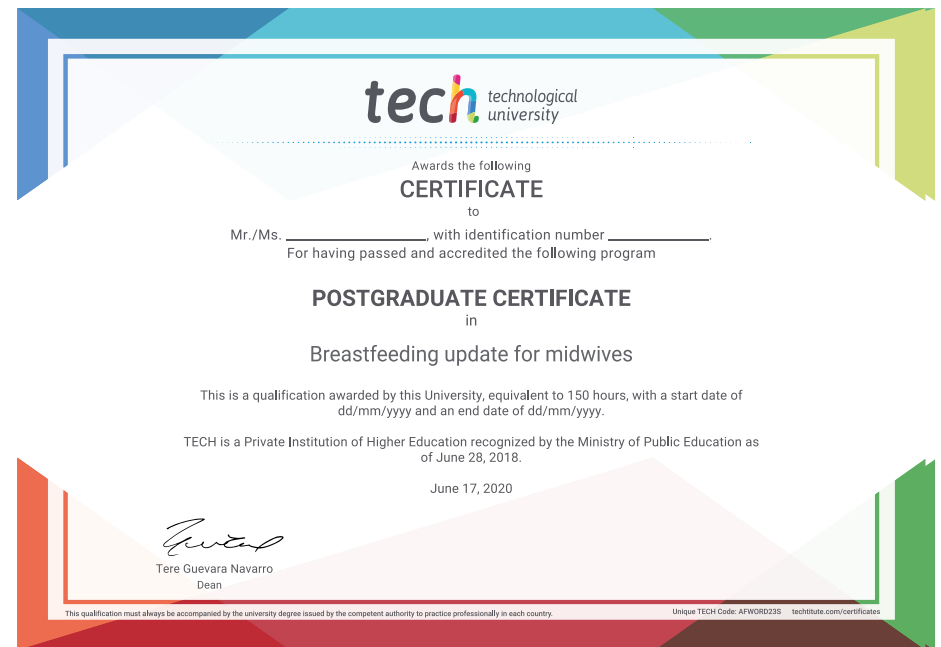 tech technological
university
Awards the following
CERTIFICATE
to
Mr./Ms. ____________________, with identification number ______________.
For having passed and accredited the following program
POSTGRADUATE CERTIFICATE
in
Breastfeeding update for midwives
This is a qualification awarded by this University, equivalent to 150 hours, with a start date of
dd/mm/yyyy and an end date of dd/mm/yyyy.
TECH is a Private Institution of Higher Education recognized by the Ministry of Public Education as
of June 28, 2018.
June 17, 2020
Tere Guevara Navarro
Dean
This qualification must always be accompanied by the university degree issued by the competent authority to practice professionally in each country.
Unique TECH Code: AFWORD23S techtitute.com/certificates